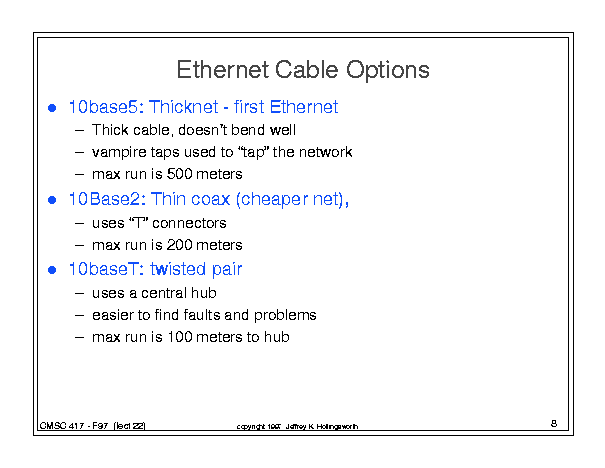 Ethernet Cable Options
● 10base5: Thicknet - first Ethernet
– Thick cable, doesn't bend well
– vampire taps used to “tap” the network
– max run is 500 meters
● 10Base2: Thin coax (cheaper net),
– uses “T” connectors
– max run is 200 meters
● 10baseT: twisted pair
– uses a central hub
– easier to find faults and problems
– max run is 100 meters to hub
CMSC 417 - F97 (lect 22)
copyright 1997 Jeffrey K. Hollingsworth
8